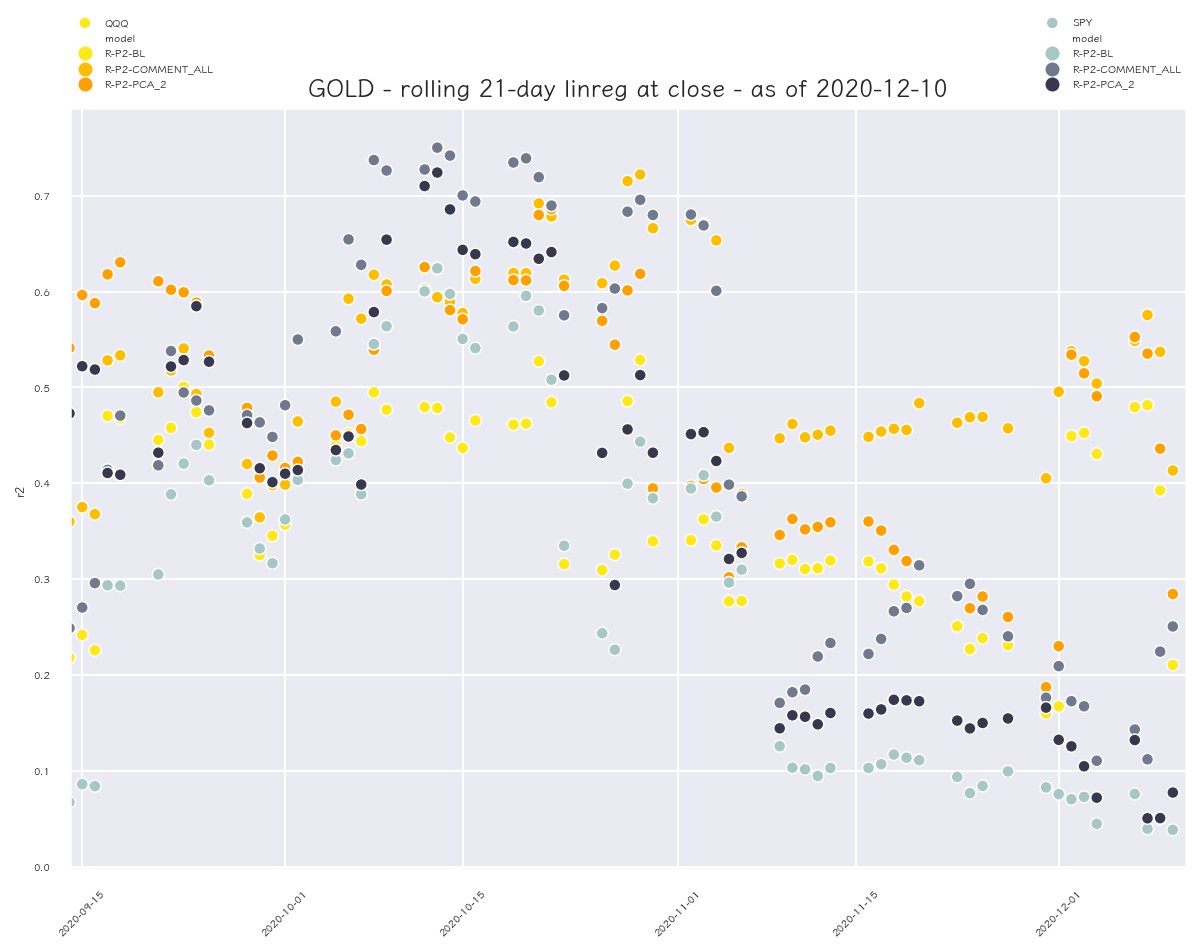 QQQ
model
R-P2-BL
R-P2-COMMENT_ALL
R-P2-PCA_2
SPY
model
R-P2-BL
R-P2-COMMENT_ALL
R-P2-PCA_2
GOLD - rolling 21-day linreg at close - as of 2020-12-10
0.7
0.6
0.5
0.4
0.3
0.2
0.1
0.0
r2
2020-09-15
2020-10-01
2020-10-15
2020-11-01
2020-11-15
2020-12-01